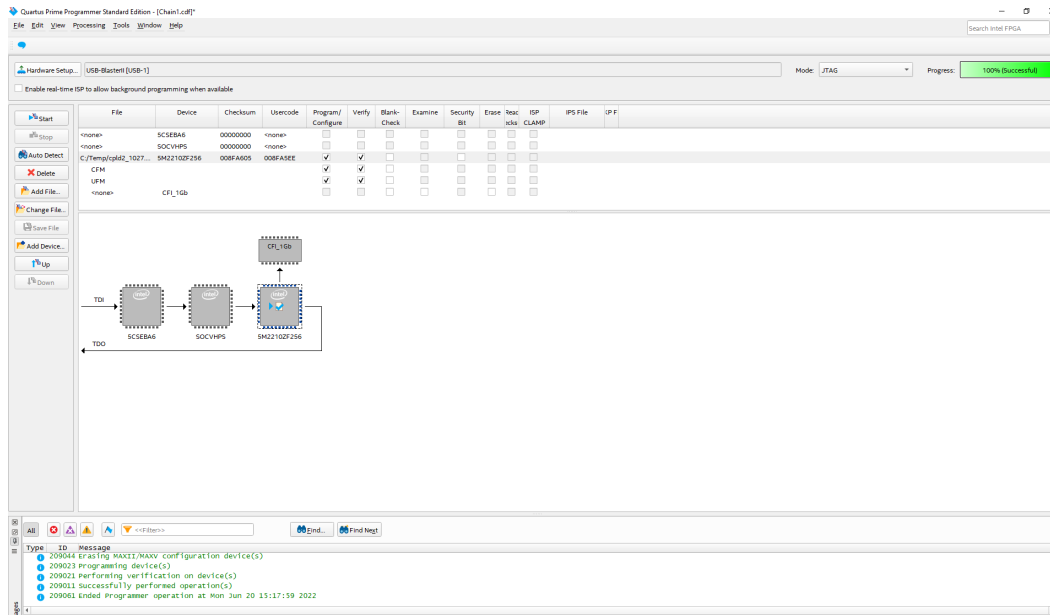 Quartus Prime Programmer Standard Edition - [Chain1.cdf]*
File Edit View Processing Tools Window Help
Search Intel FPGA
Hardware Setup... USB-BlasterII [USB-1] Mode: JTAG Progress: 100% (Successful)
Enable real-time ISP to allow background programming when available
Start
Stop
Auto Detect
Delete
Add File...
Change File...
Save File
Add Device...
Up
Down
File Device Checksum Usercode Program/ Verify Blank- Examine Security Erase ISP IPS File
Configure Check Bit CLAMP
<none> 5CSEBA6 00000000 <none>
<none> SOCVHPS 00000000 <none>
C:/Temp/cpld2_1027... 5M2210ZF256 008FA605 008FA5EE
CFM
UFM
<none> CFI_1Gb
CFI_1Gb
TDI
intel intel intel
5CSEBA6 SOCVHPS 5M2210ZF256
TDO
All <<Filter>> Find... Find Next
Type ID Message
209044 Erasing MAXII/MAXV configuration device(s)
209023 Programming device(s)
209021 Performing verification on device(s)
209011 Successfully performed operation(s)
209061 Ended Programmer operation at Mon Jun 20 15:17:59 2022